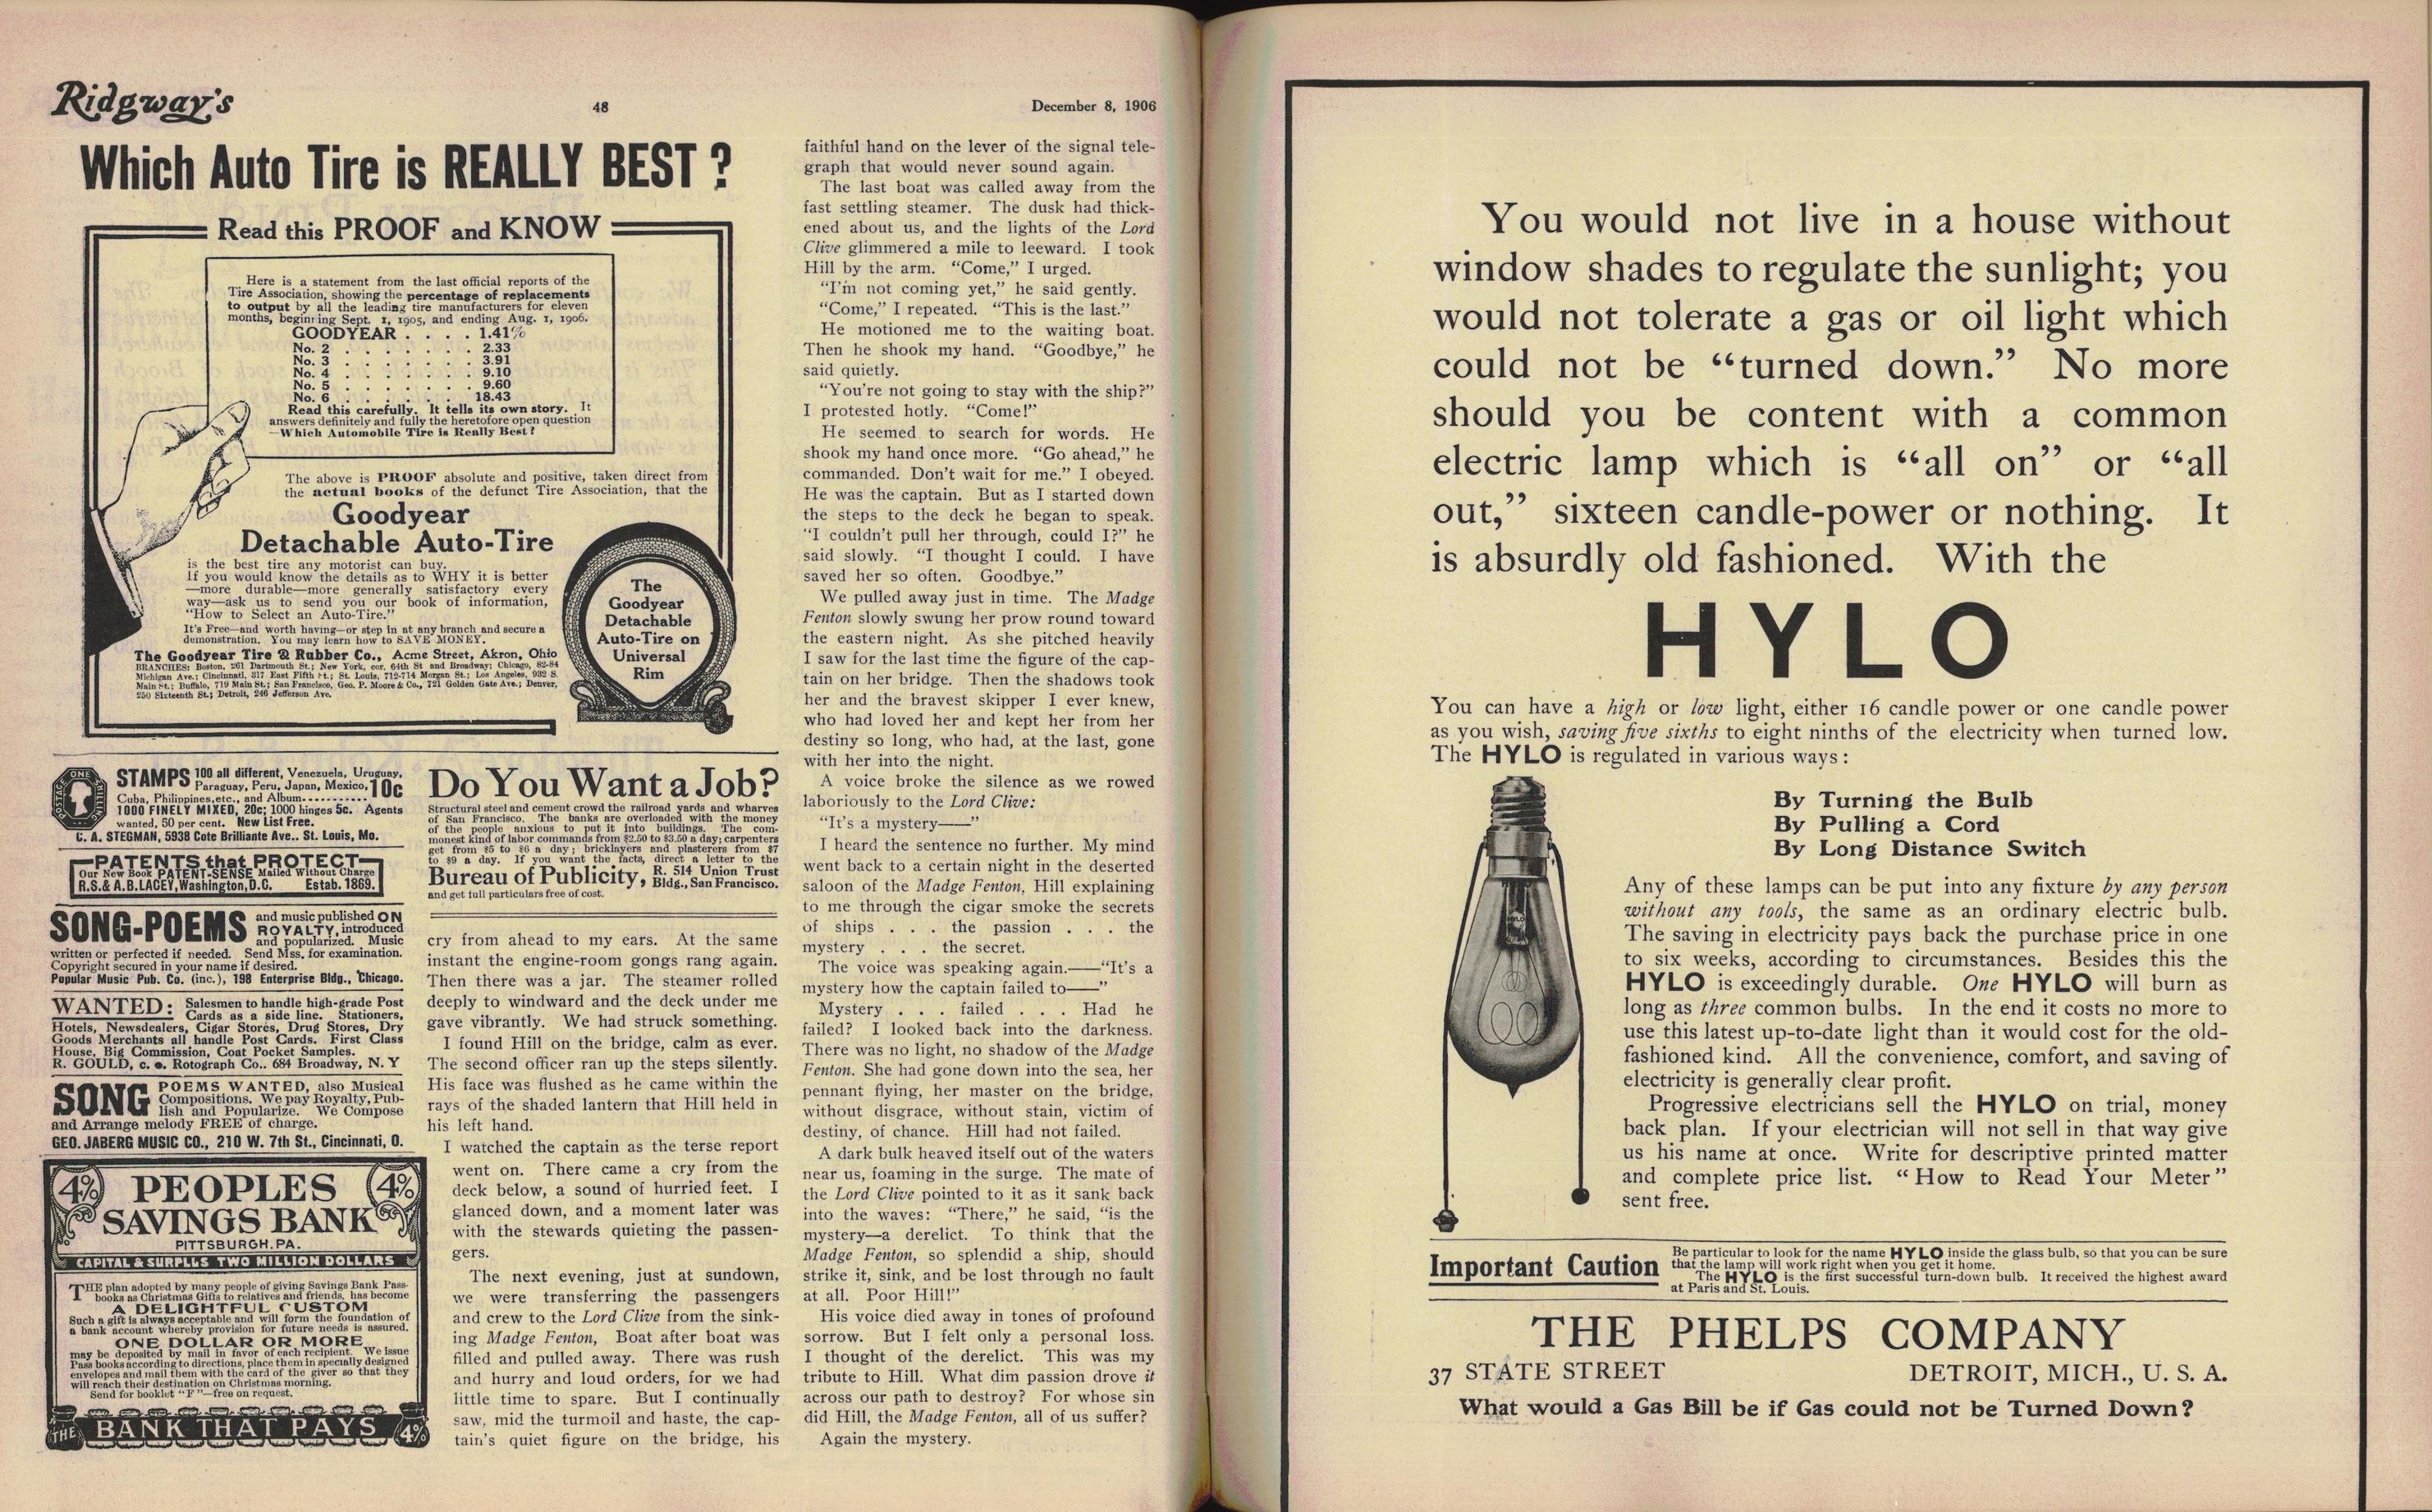 Ridgway's
48
December 8, 1906
Which Auto Tire is REALLY BEST?
Read this PROOF and KNOW
Here is a statement from the last official reports of the
Tire Association, showing the percentage of replacements
to output by all the leading tire manufacturers for eleven
months, beginning Sept. 1, 1905, and ending Aug. 1, 1906.
GOODYEAR . . . . 1.41%
No. 2 . . . . . . . 2.33
No. 3 . . . . . . . 3.91
No. 4 . . . . . . . 9.10
No. 5 . . . . . . . 9.60
No. 6 . . . . . . . 18.43
Read this carefully. It tells its own story. It
answers definitely and fully the heretofore open question
—Which Automobile Tire is Really Best?
The above is PROOF absolute and positive, taken direct from
the actual books of the defunct Tire Association, that the
Goodyear
Detachable Auto-Tire
is the best tire any motorist can buy.
If you would know the details as to WHY it is better
—more durable—more generally satisfactory every
way—ask us to send you our book of information,
"How to Select an Auto-Tire."
It's Free—and worth having—or step in at any branch and secure a
demonstration. You may learn how to SAVE MONEY.
The Goodyear Tire & Rubber Co., Acme Street, Akron, Ohio
BRANCHES: Boston, 261 Dartmouth St.; New York, cor. 64th St and Broadway; Chicago, 82-84
Michigan Ave.; Cincinnati, 317 East Fifth St.; St. Louis, 712-714 Morgan St.; Los Angeles, 932 S.
Main St.; Buffalo, 719 Main St.; San Francisco, Geo. P. Moore & Co., 721 Golden Gate Ave.; Denver,
250 Sixteenth St.; Detroit, 246 Jefferson Ave.
The
Goodyear
Detachable
Auto-Tire on
Universal
Rim
POSTAGE ONE SHILLING
STAMPS 100 all different, Venezuela, Uruguay,
Paraguay, Peru, Japan, Mexico, 10c
Cuba, Philippines, etc., and Album...........
1000 FINELY MIXED, 20c; 1000 hinges 5c. Agents
wanted, 50 per cent. New List Free.
C. A. STEGMAN, 5938 Cote Brilliante Ave.. St. Louis, Mo.
PATENTS that PROTECT
Our New Book PATENT-SENSE Mailed Without Charge
R.S. & A.B. LACEY, Washington, D.C. Estab. 1869.
SONG-POEMS and music published ON
ROYALTY, introduced
and popularized. Music
written or perfected if needed. Send Mss. for examination.
Copyright secured in your name if desired.
Popular Music Pub. Co. (inc.), 198 Enterprise Bldg., Chicago.
WANTED: Salesmen to handle high-grade Post
Cards as a side line. Stationers,
Hotels, Newsdealers, Cigar Stores, Drug Stores, Dry
Goods Merchants all handle Post Cards. First Class
House, Big Commission, Coat Pocket Samples.
R. GOULD, c. o. Rotograph Co.. 684 Broadway, N. Y
SONG POEMS WANTED, also Musical
Compositions. We pay Royalty, Pub-
lish and Popularize. We Compose
and Arrange melody FREE of charge.
GEO. JABERG MUSIC CO., 210 W. 7th St., Cincinnati, O.
4% PEOPLES 4%
SAVINGS BANK
PITTSBURGH. PA.
CAPITAL & SURPLUS TWO MILLION DOLLARS
THE plan adopted by many people of giving Savings Bank Pass-
books as Christmas Gifts to relatives and friends, has become
A DELIGHTFUL CUSTOM
Such a gift is always acceptable and will form the foundation of
a bank account whereby provision for future needs is assured.
ONE DOLLAR OR MORE
may be deposited by mail in favor of each recipient. We issue
Pass books according to directions, place them in specially designed
envelopes and mail them with the card of the giver so that they
will reach their destination on Christmas morning.
Send for booklet "F"—free on request.
THE BANK THAT PAYS 4%
Do You Want a Job?
Structural steel and cement crowd the railroad yards and wharves
of San Francisco. The banks are overloaded with the money
of the people anxious to put it into buildings. The com-
monest kind of labor commands from $2.50 to $3.50 a day; carpenters
get from $5 to $6 a day; bricklayers and plasterers from $7
to $9 a day. If you want the facts, direct a letter to the
Bureau of Publicity, R. 514 Union Trust
Bldg., San Francisco.
and get full particulars free of cost.
cry from ahead to my ears. At the same
instant the engine-room gongs rang again.
Then there was a jar. The steamer rolled
deeply to windward and the deck under me
gave vibrantly. We had struck something.
I found Hill on the bridge, calm as ever.
The second officer ran up the steps silently.
His face was flushed as he came within the
rays of the shaded lantern that Hill held in
his left hand.
I watched the captain as the terse report
went on. There came a cry from the
deck below, a sound of hurried feet. I
glanced down, and a moment later was
with the stewards quieting the passen-
gers.
The next evening, just at sundown,
we were transferring the passengers
and crew to the Lord Clive from the sink-
ing Madge Fenton, Boat after boat was
filled and pulled away. There was rush
and hurry and loud orders, for we had
little time to spare. But I continually
saw, mid the turmoil and haste, the cap-
tain's quiet figure on the bridge, his
faithful hand on the lever of the signal tele-
graph that would never sound again.
The last boat was called away from the
fast settling steamer. The dusk had thick-
ened about us, and the lights of the Lord
Clive glimmered a mile to leeward. I took
Hill by the arm. "Come," I urged.
"I'm not coming yet," he said gently.
"Come," I repeated. "This is the last."
He motioned me to the waiting boat.
Then he shook my hand. "Goodbye," he
said quietly.
"You're not going to stay with the ship?"
I protested hotly. "Come!"
He seemed to search for words. He
shook my hand once more. "Go ahead," he
commanded. Don't wait for me." I obeyed.
He was the captain. But as I started down
the steps to the deck he began to speak.
"I couldn't pull her through, could I?" he
said slowly. "I thought I could. I have
saved her so often. Goodbye."
We pulled away just in time. The Madge
Fenton slowly swung her prow round toward
the eastern night. As she pitched heavily
I saw for the last time the figure of the cap-
tain on her bridge. Then the shadows took
her and the bravest skipper I ever knew,
who had loved her and kept her from her
destiny so long, who had, at the last, gone
with her into the night.
A voice broke the silence as we rowed
laboriously to the Lord Clive:
"It's a mystery——"
I heard the sentence no further. My mind
went back to a certain night in the deserted
saloon of the Madge Fenton, Hill explaining
to me through the cigar smoke the secrets
of ships . . . the passion . . . the
mystery . . . the secret.
The voice was speaking again.——"It's a
mystery how the captain failed to——"
Mystery . . . failed . . . Had he
failed? I looked back into the darkness.
There was no light, no shadow of the Madge
Fenton. She had gone down into the sea, her
pennant flying, her master on the bridge,
without disgrace, without stain, victim of
destiny, of chance. Hill had not failed.
A dark bulk heaved itself out of the waters
near us, foaming in the surge. The mate of
the Lord Clive pointed to it as it sank back
into the waves: "There," he said, "is the
mystery—a derelict. To think that the
Madge Fenton, so splendid a ship, should
strike it, sink, and be lost through no fault
at all. Poor Hill!"
His voice died away in tones of profound
sorrow. But I felt only a personal loss.
I thought of the derelict. This was my
tribute to Hill. What dim passion drove it
across our path to destroy? For whose sin
did Hill, the Madge Fenton, all of us suffer?
Again the mystery.
You would not live in a house without
window shades to regulate the sunlight; you
would not tolerate a gas or oil light which
could not be "turned down." No more
should you be content with a common
electric lamp which is "all on" or "all
out," sixteen candle-power or nothing. It
is absurdly old fashioned. With the
HYLO
You can have a high or low light, either 16 candle power or one candle power
as you wish, saving five sixths to eight ninths of the electricity when turned low.
The HYLO is regulated in various ways:
By Turning the Bulb
By Pulling a Cord
By Long Distance Switch
HYLO
Any of these lamps can be put into any fixture by any person
without any tools, the same as an ordinary electric bulb.
The saving in electricity pays back the purchase price in one
to six weeks, according to circumstances. Besides this the
HYLO is exceedingly durable. One HYLO will burn as
long as three common bulbs. In the end it costs no more to
use this latest up-to-date light than it would cost for the old-
fashioned kind. All the convenience, comfort, and saving of
electricity is generally clear profit.
Progressive electricians sell the HYLO on trial, money
back plan. If your electrician will not sell in that way give
us his name at once. Write for descriptive printed matter
and complete price list. "How to Read Your Meter"
sent free.
Important Caution
Be particular to look for the name HYLO inside the glass bulb, so that you can be sure
that the lamp will work right when you get it home.
The HYLO is the first successful turn-down bulb. It received the highest award
at Paris and St. Louis.
THE PHELPS COMPANY
37 STATE STREET DETROIT, MICH., U. S. A.
What would a Gas Bill be if Gas could not be Turned Down?